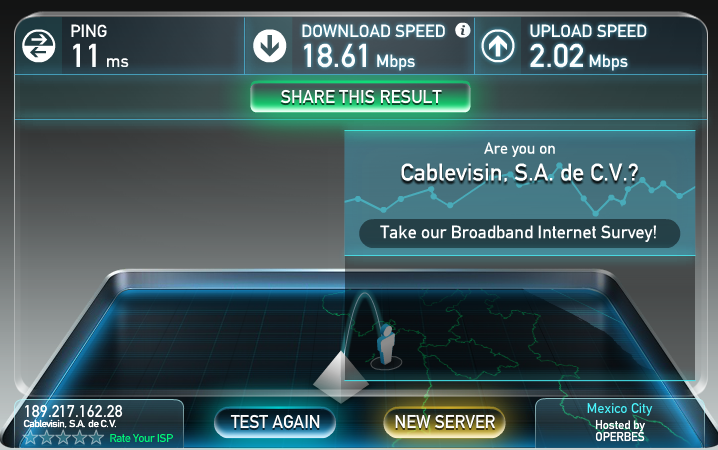 PING
11 ms
DOWNLOAD SPEED
18.61 Mbps
UPLOAD SPEED
2.02 Mbps
SHARE THIS RESULT
Are you on
Cablevisin, S.A. de C.V.?
Take our Broadband Internet Survey!
189.217.162.28
Cablevisin, S.A. de C.V.
Rate Your ISP
TEST AGAIN
NEW SERVER
Mexico City
Hosted by
OPERBES